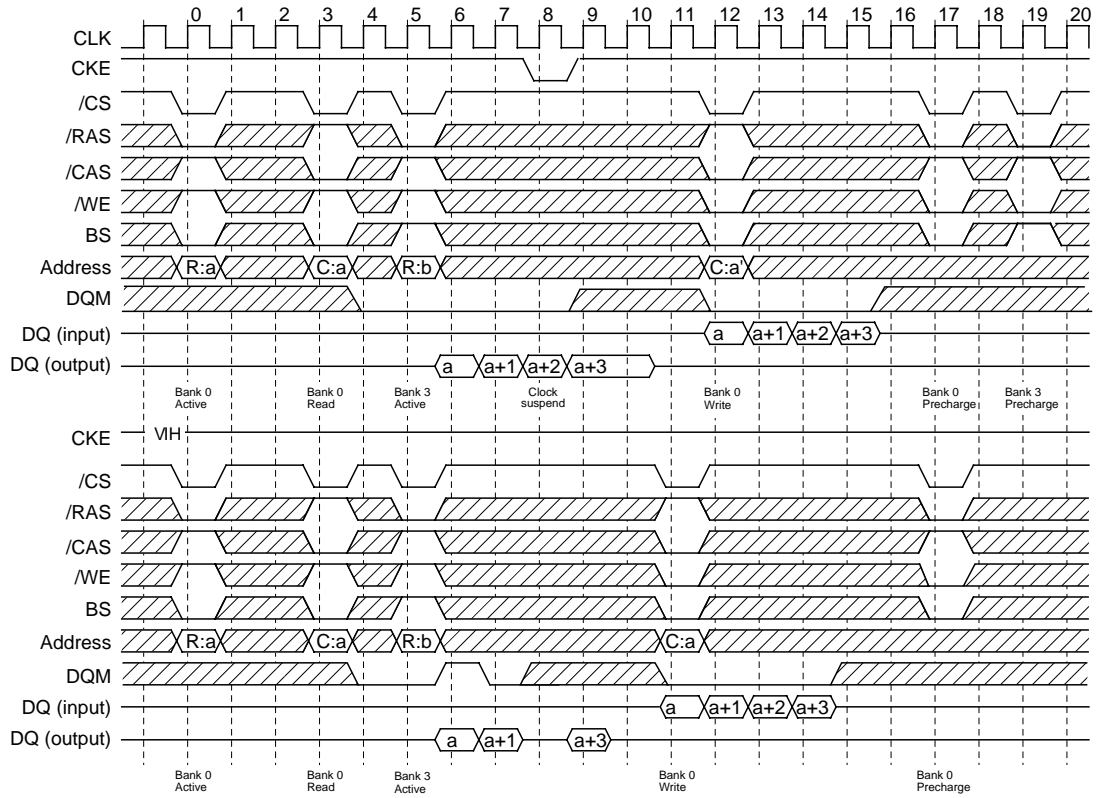 0 1 2 3 4 5 6 7 8 9 10 11 12 13 14 15 16 17 18 19 20
CLK
CKE
/CS
/RAS
/CAS
/WE
BS
Address R:a C:a R:b C:a'
DQM
DQ (input) a a+1 a+2 a+3
DQ (output) a a+1 a+2 a+3
Bank 0 Bank 0 Bank 3 Clock Bank 0 Bank 0 Bank 3
Active Read Active suspend Write Precharge Precharge
CKE VIH
/CS
/RAS
/CAS
/WE
BS
Address R:a C:a R:b C:a
DQM
DQ (input) a a+1 a+2 a+3
DQ (output) a a+1 a+3
Bank 0 Bank 0 Bank 3 Bank 0 Bank 0
Active Read Active Write Precharge